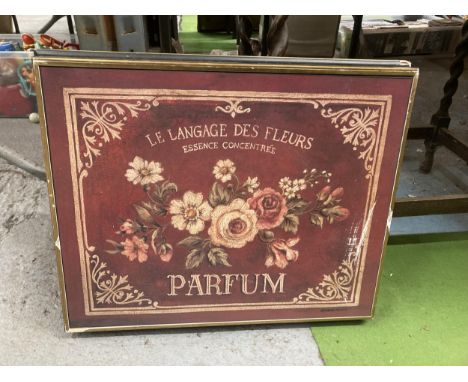 LE LANGAGE DES FLEURS
ESSENCE CONCENTRÉE
PARFUM